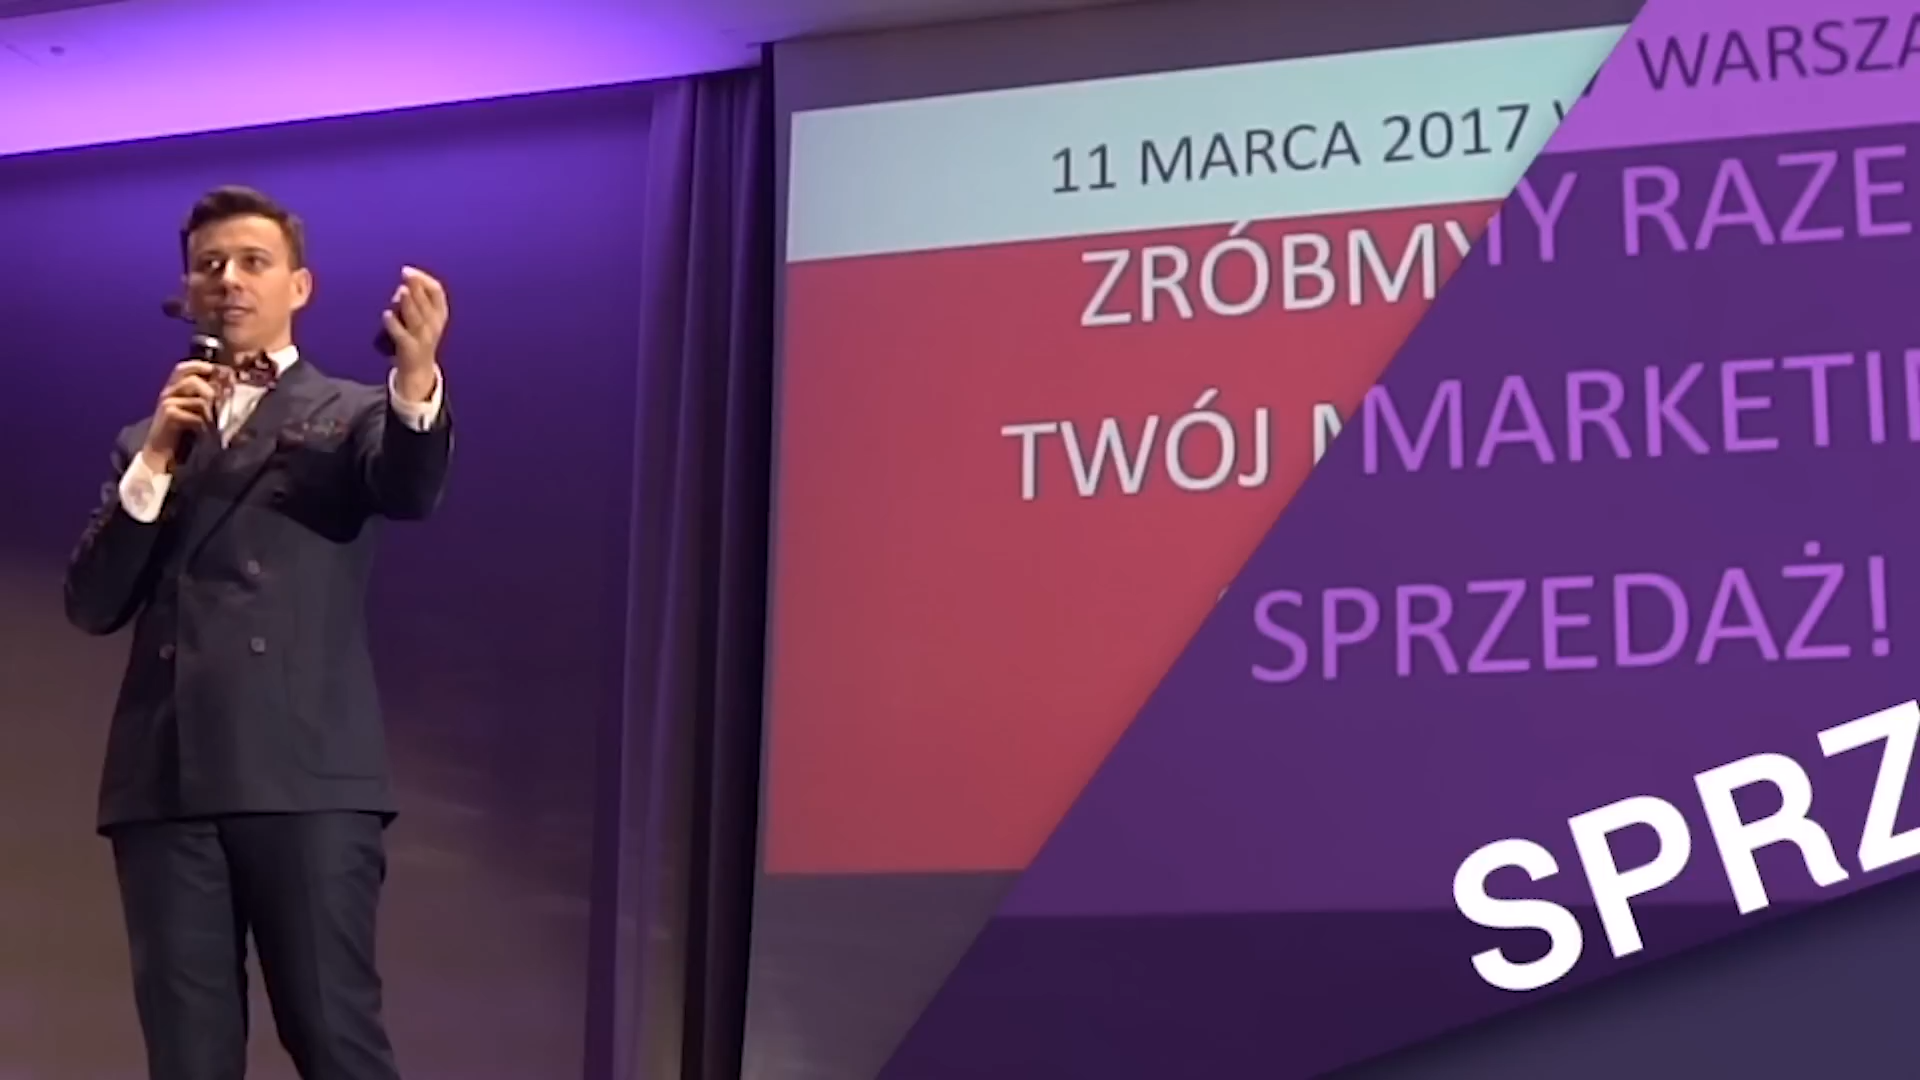 11 MARCA 2017 W WARSZA
ZRÓBMY RAZE
TWÓJ MARKETI
SPRZEDAŻ!
SPRZ